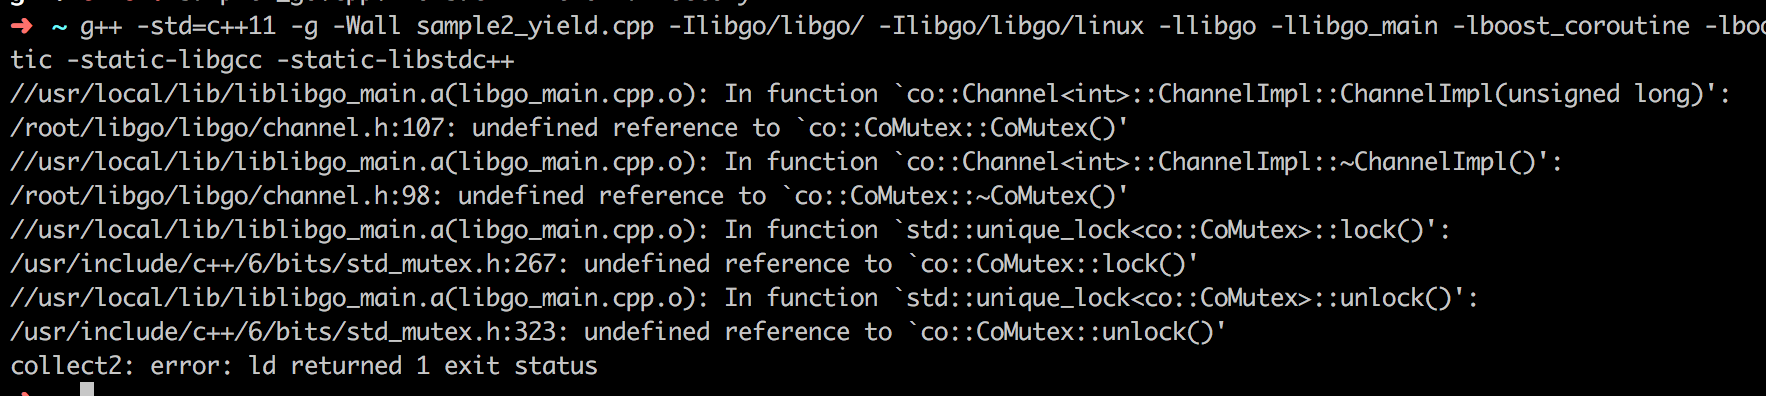 ➜ ~ g++ -std=c++11 -g -Wall sample2_yield.cpp -Ilibgo/libgo/ -Ilibgo/libgo/linux -llibgo -llibgo_main -lboost_coroutine -lboo
tic -static-libgcc -static-libstdc++
//usr/local/lib/liblibgo_main.a(libgo_main.cpp.o): In function `co::Channel<int>::ChannelImpl::ChannelImpl(unsigned long)':
/root/libgo/libgo/channel.h:107: undefined reference to `co::CoMutex::CoMutex()'
//usr/local/lib/liblibgo_main.a(libgo_main.cpp.o): In function `co::Channel<int>::ChannelImpl::~ChannelImpl()':
/root/libgo/libgo/channel.h:98: undefined reference to `co::CoMutex::~CoMutex()'
//usr/local/lib/liblibgo_main.a(libgo_main.cpp.o): In function `std::unique_lock<co::CoMutex>::lock()':
/usr/include/c++/6/bits/std_mutex.h:267: undefined reference to `co::CoMutex::lock()'
//usr/local/lib/liblibgo_main.a(libgo_main.cpp.o): In function `std::unique_lock<co::CoMutex>::unlock()':
/usr/include/c++/6/bits/std_mutex.h:323: undefined reference to `co::CoMutex::unlock()'
collect2: error: ld returned 1 exit status